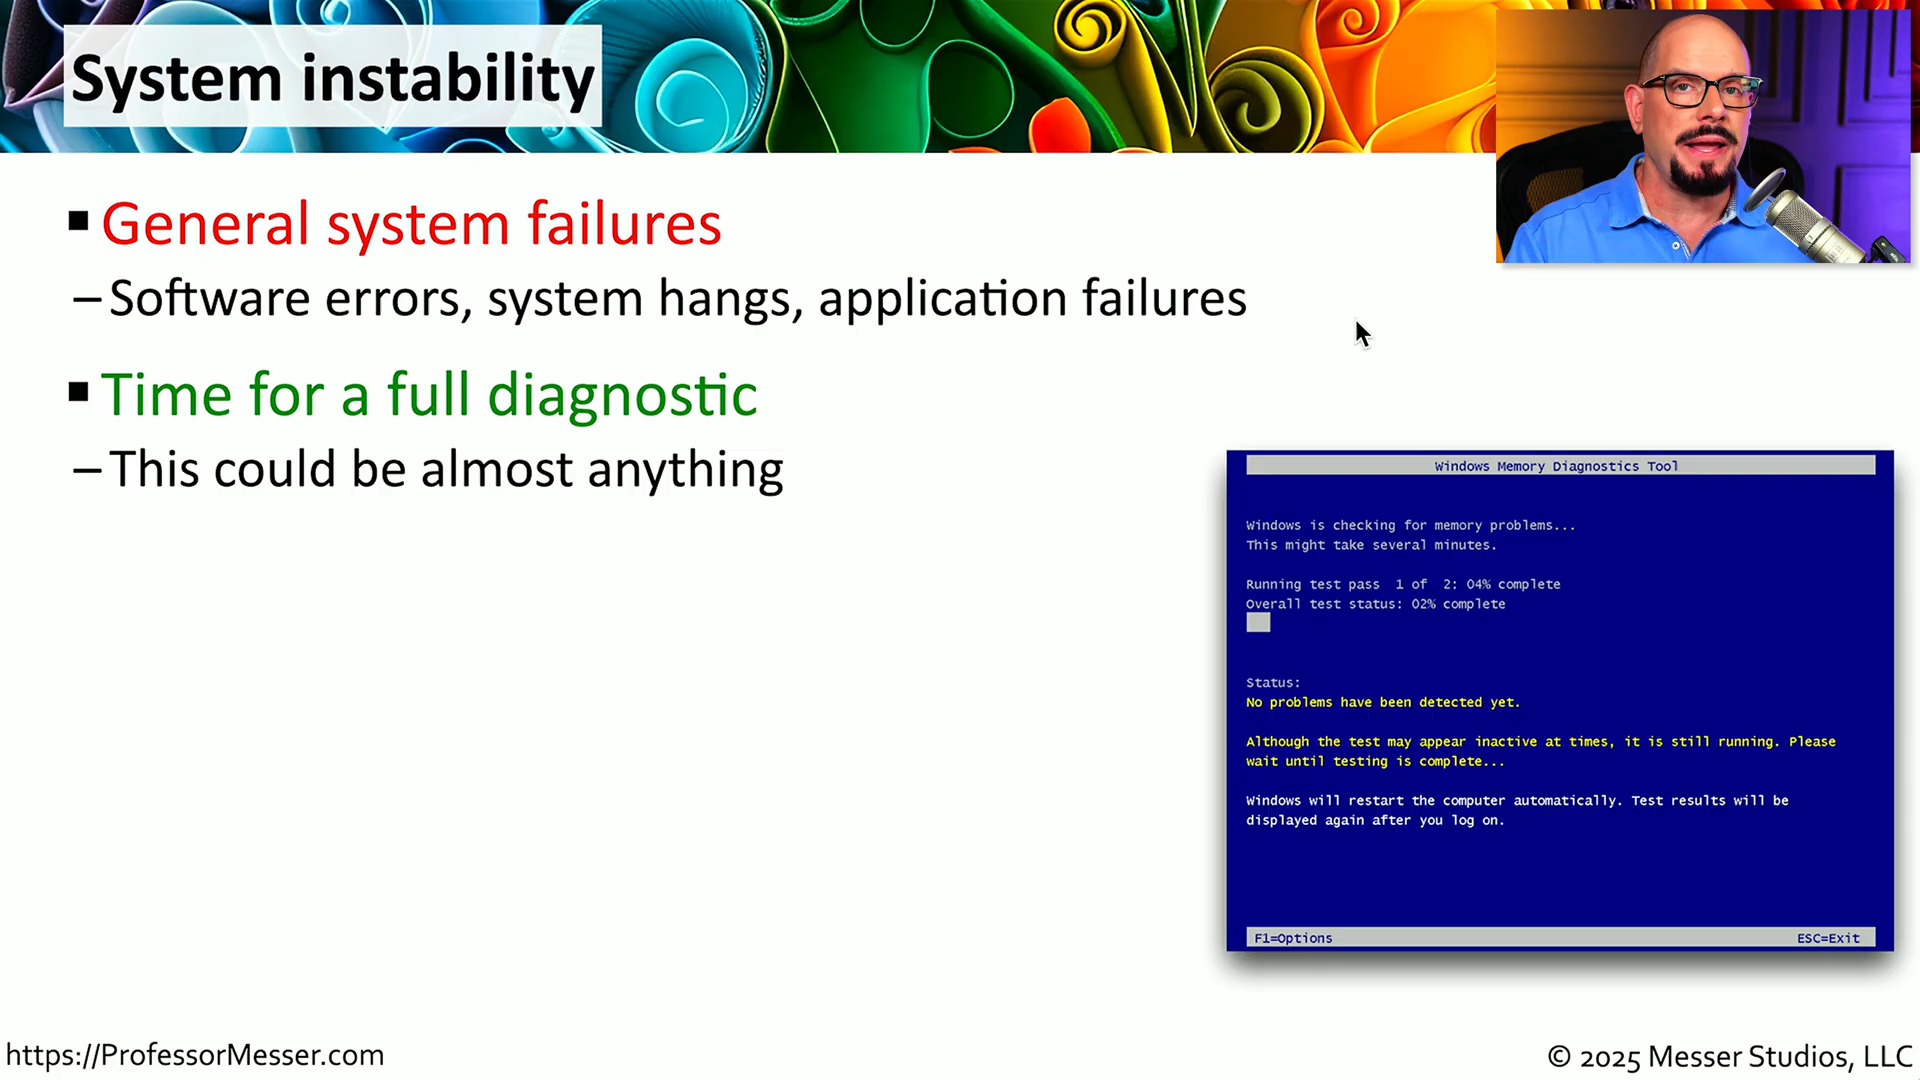 System instability
▪ General system failures
– Software errors, system hangs, application failures
▪ Time for a full diagnostic
– This could be almost anything
Windows Memory Diagnostics Tool
Windows is checking for memory problems...
This might take several minutes.
Running test pass  1 of  2: 04% complete
Overall test status: 02% complete
Status:
No problems have been detected yet.
Although the test may appear inactive at times, it is still running. Please
wait until testing is complete...
Windows will restart the computer automatically. Test results will be
displayed again after you log on.
F1=Options
ESC=Exit
https://ProfessorMesser.com
© 2025 Messer Studios, LLC